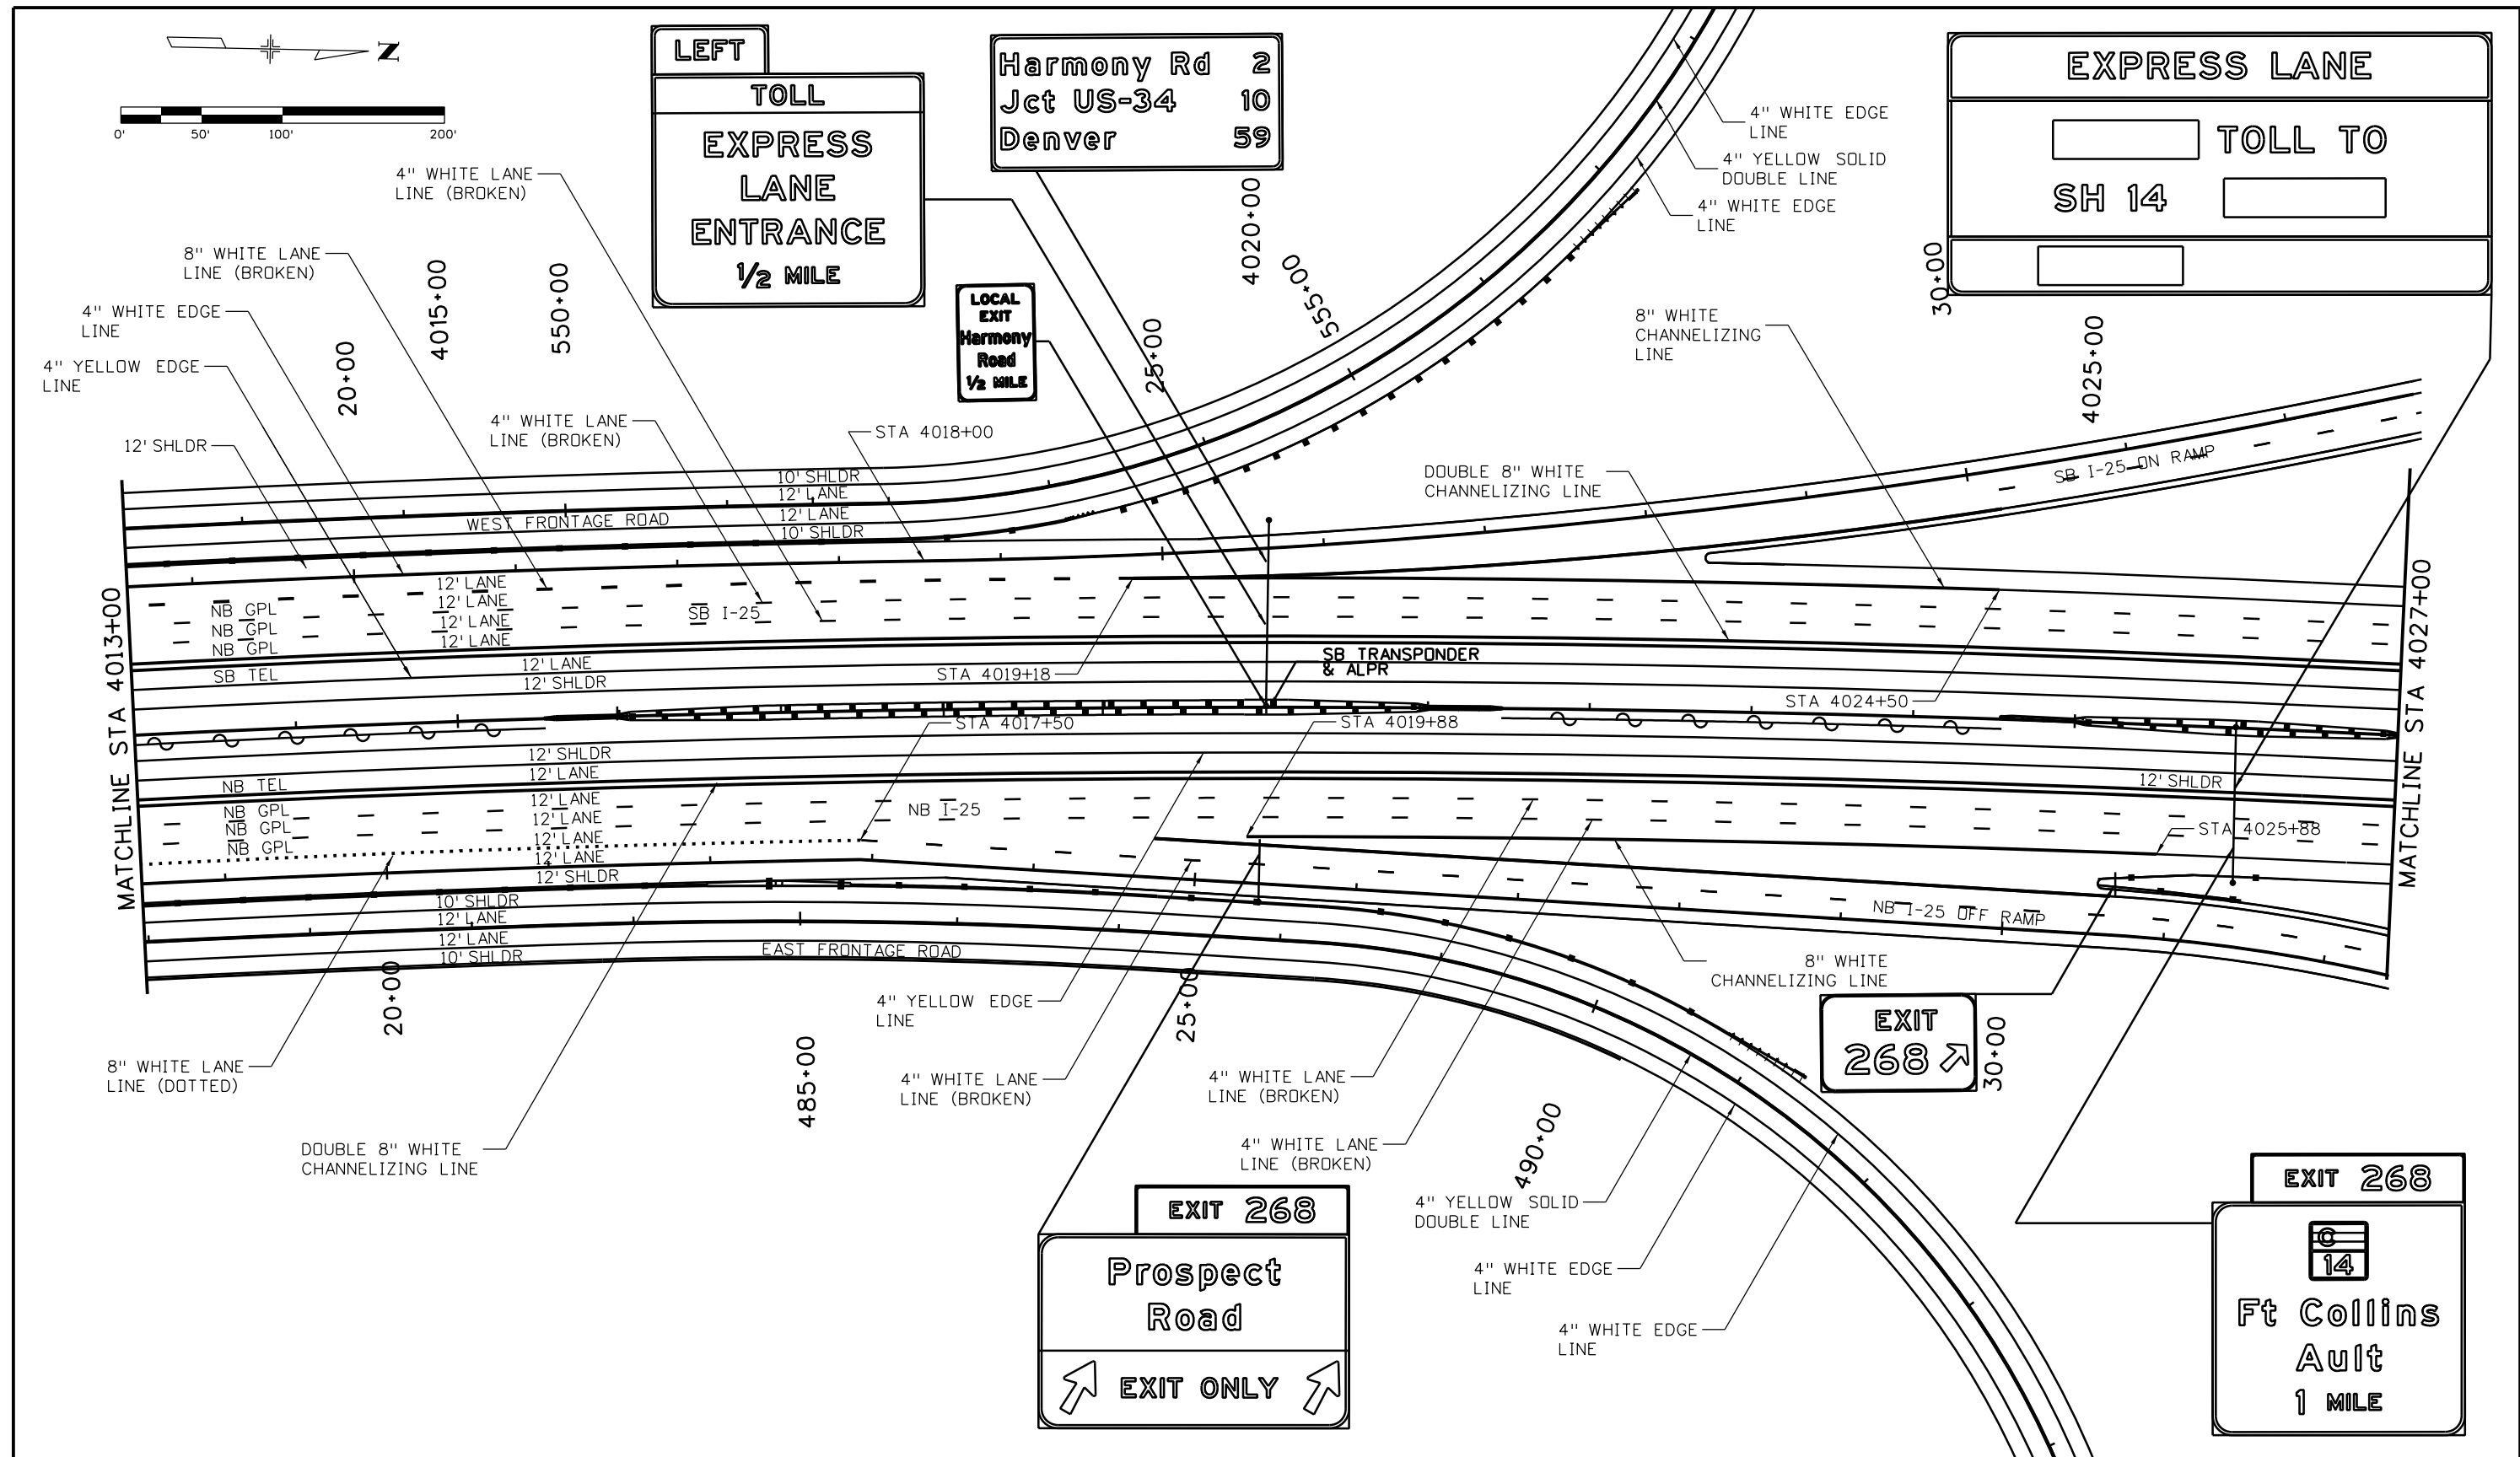 N
0' 50' 100' 200'
LEFT
TOLL
EXPRESS
LANE
ENTRANCE
1/2 MILE
Harmony Rd 2
Jct US-34 10
Denver 59
LOCAL
EXIT
Harmony
Road
1/2 MILE
EXPRESS LANE
TOLL TO
SH 14
4" WHITE EDGE
LINE
4" YELLOW SOLID
DOUBLE LINE
4" WHITE EDGE
LINE
4" WHITE LANE
LINE (BROKEN)
8" WHITE LANE
LINE (BROKEN)
4" WHITE EDGE
LINE
4" YELLOW EDGE
LINE
12' SHLDR
4" WHITE LANE
LINE (BROKEN)
20+00
4015+00
550+00
4020+00
555+00
25+00
30+00
4025+00
8" WHITE
CHANNELIZING
LINE
STA 4018+00
DOUBLE 8" WHITE
CHANNELIZING LINE
SB I-25 ON RAMP
10' SHLDR
12' LANE
WEST FRONTAGE ROAD
12' LANE
10' SHLDR
MATCHLINE STA 4013+00
MATCHLINE STA 4027+00
12' LANE
12' LANE
12' LANE
12' LANE
NB GPL
NB GPL
NB GPL
SB I-25
12' LANE
SB TEL
12' SHLDR
STA 4019+18
SB TRANSPONDER
& ALPR
STA 4024+50
STA 4017+50
STA 4019+88
12' SHLDR
12' LANE
NB TEL
12' SHLDR
12' LANE
NB GPL
12' LANE
NB GPL
12' LANE
NB GPL
12' LANE
12' SHLDR
NB I-25
STA 4025+88
10' SHLDR
12' LANE
12' LANE
10' SHLDR
EAST FRONTAGE ROAD
NB I-25 OFF RAMP
20+00
485+00
25+00
490+00
30+00
4" YELLOW EDGE
LINE
8" WHITE
CHANNELIZING LINE
EXIT
268
8" WHITE LANE
LINE (DOTTED)
4" WHITE LANE
LINE (BROKEN)
4" WHITE LANE
LINE (BROKEN)
DOUBLE 8" WHITE
CHANNELIZING LINE
4" WHITE LANE
LINE (BROKEN)
4" YELLOW SOLID
DOUBLE LINE
4" WHITE EDGE
LINE
4" WHITE EDGE
LINE
EXIT 268
Prospect
Road
EXIT ONLY
EXIT 268
C
14
Ft Collins
Ault
1 MILE